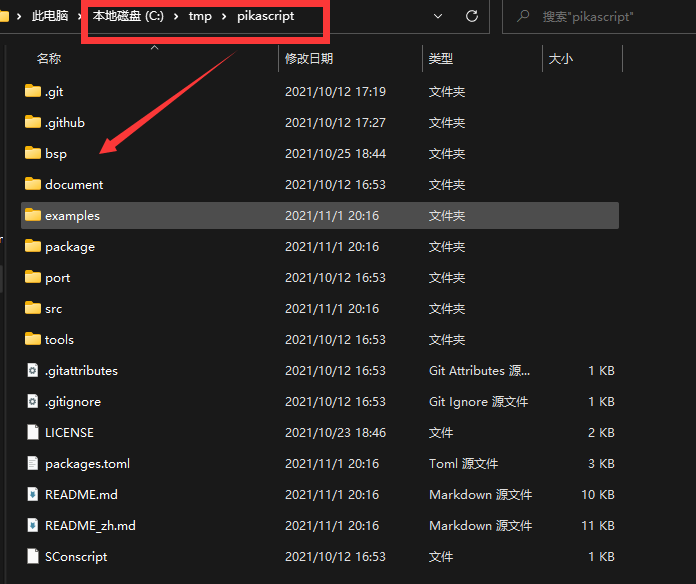 此电脑 > 本地磁盘 (C:) > tmp > pikascript 搜索"pikascript"
名称 修改日期 类型 大小
.git 2021/10/12 17:19 文件夹
.github 2021/10/12 17:27 文件夹
bsp 2021/10/25 18:44 文件夹
document 2021/10/12 16:53 文件夹
examples 2021/11/1 20:16 文件夹
package 2021/11/1 20:16 文件夹
port 2021/10/12 16:53 文件夹
src 2021/11/1 20:16 文件夹
tools 2021/10/12 16:53 文件夹
.gitattributes 2021/10/12 16:53 Git Attributes 源... 1 KB
.gitignore 2021/10/12 16:53 Git Ignore 源文件 1 KB
LICENSE 2021/10/23 18:46 文件 2 KB
packages.toml 2021/11/1 20:16 Toml 源文件 3 KB
README.md 2021/11/1 20:16 Markdown 源文件 10 KB
README_zh.md 2021/11/1 20:16 Markdown 源文件 11 KB
SConscript 2021/10/12 16:53 文件 1 KB